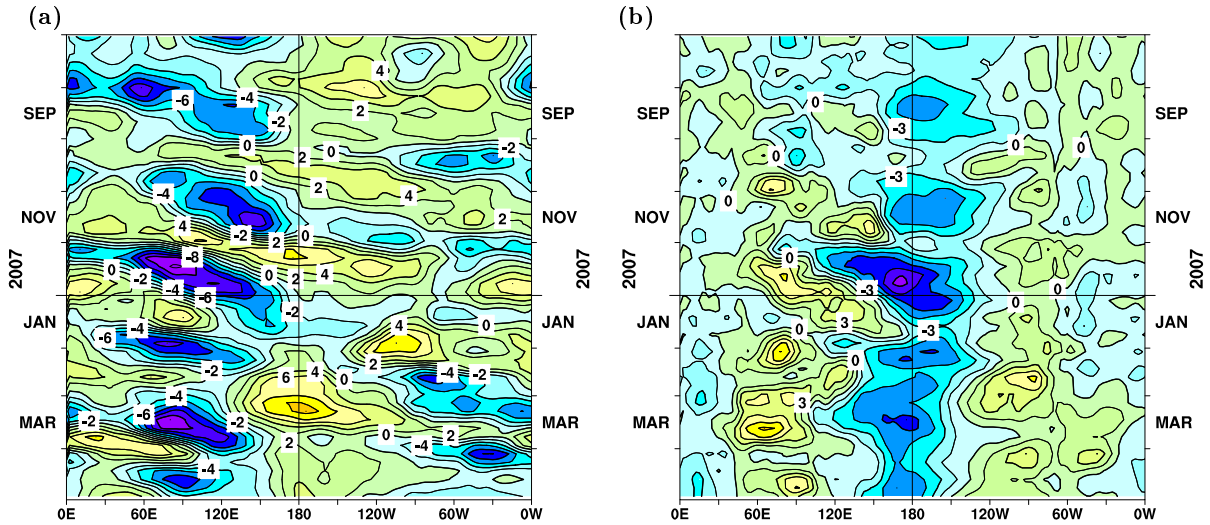 (a) (b)
4
-6 -4
SEP 2 SEP SEP 0 SEP
-2 -3
0 2 0 -2 0 0 0
-4 0 2 4 -3
NOV 4 2 NOV NOV 0 NOV
-2 2 0
-8 0
0 -2 0 2 4
-4 -6 -3
2007 2007 2007 2007
-2 0
JAN -4 4 0 JAN JAN 0 3 -3 JAN
-6
-2 6 4 0 2 -4 -2 0
-4
MAR -2 -6 -2 MAR MAR 3 MAR
2 0 -4 2
-4
0E 60E 120E 180 120W 60W 0W 0E 60E 120E 180 120W 60W 0W